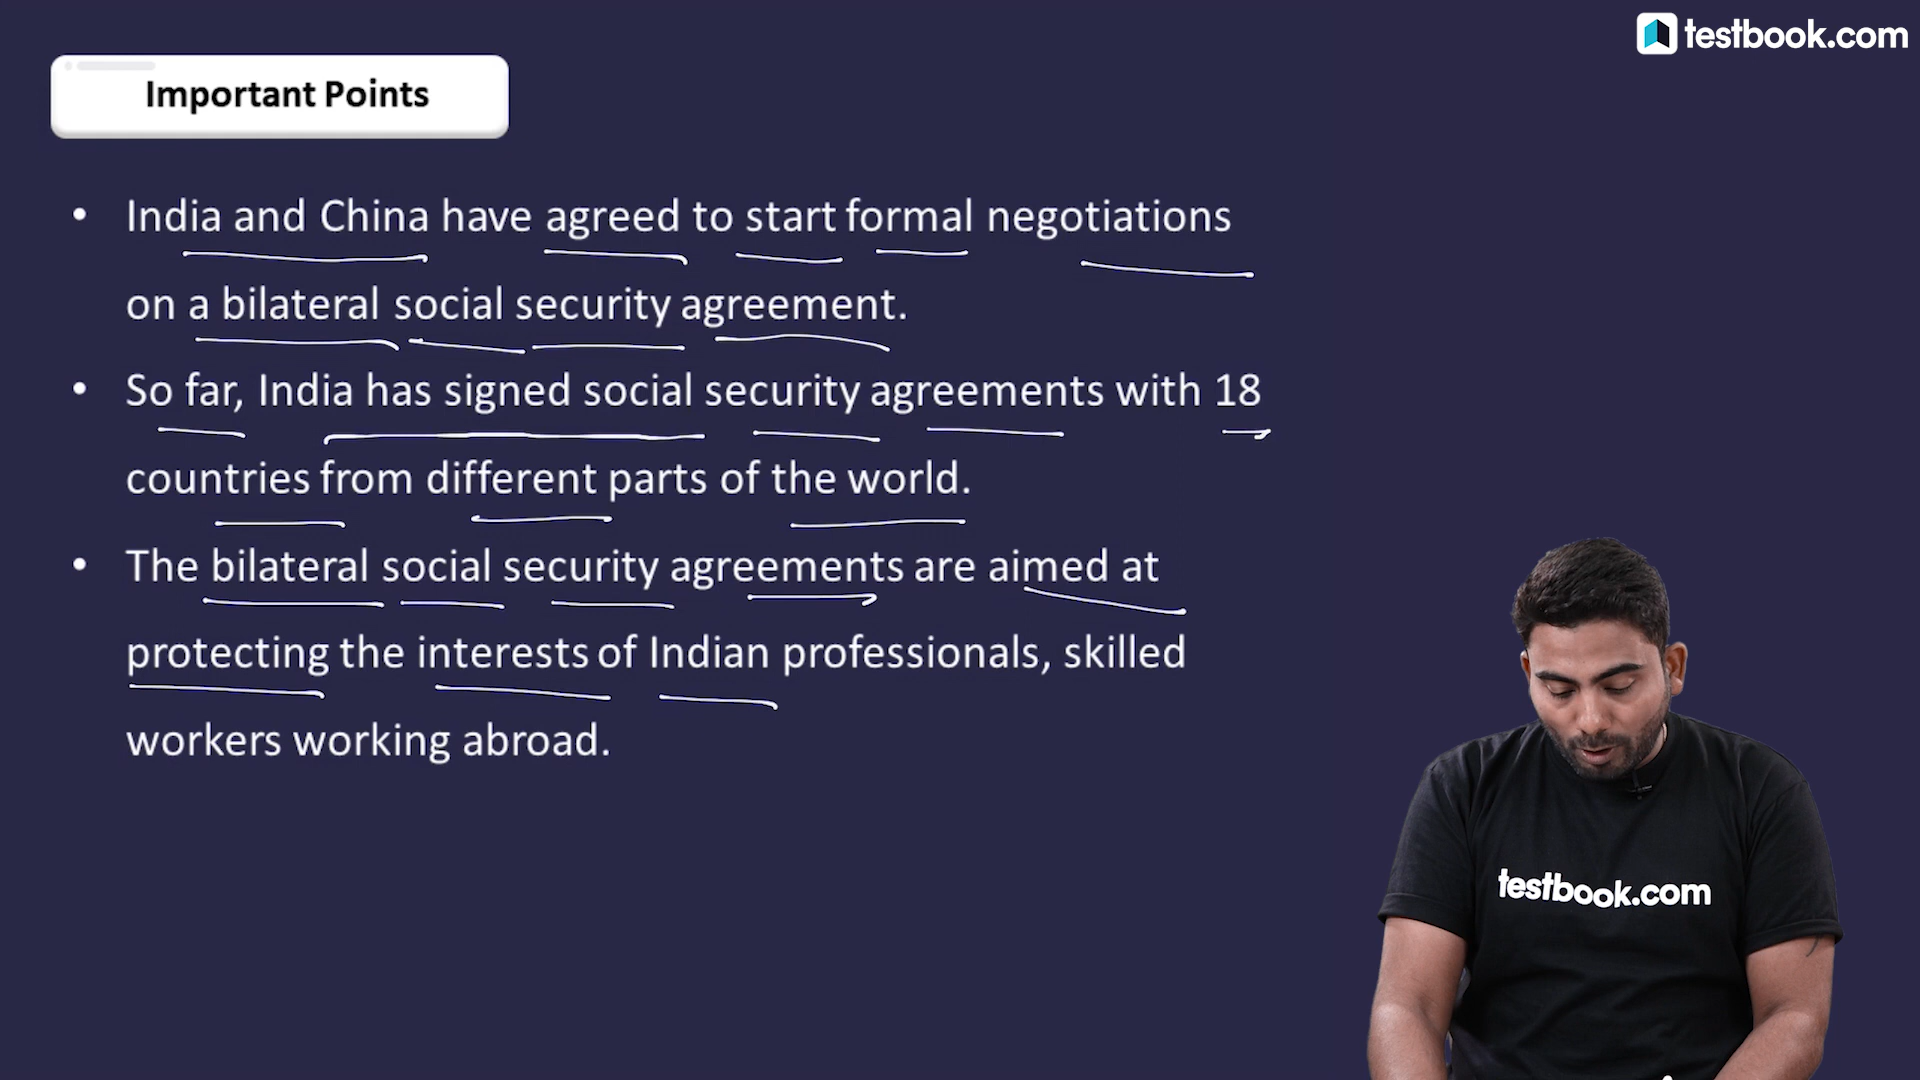 testbook.com
Important Points
• India and China have agreed to start formal negotiations
on a bilateral social security agreement.
• So far, India has signed social security agreements with 18
countries from different parts of the world.
• The bilateral social security agreements are aimed at
protecting the interests of Indian professionals, skilled
workers working abroad.
testbook.com